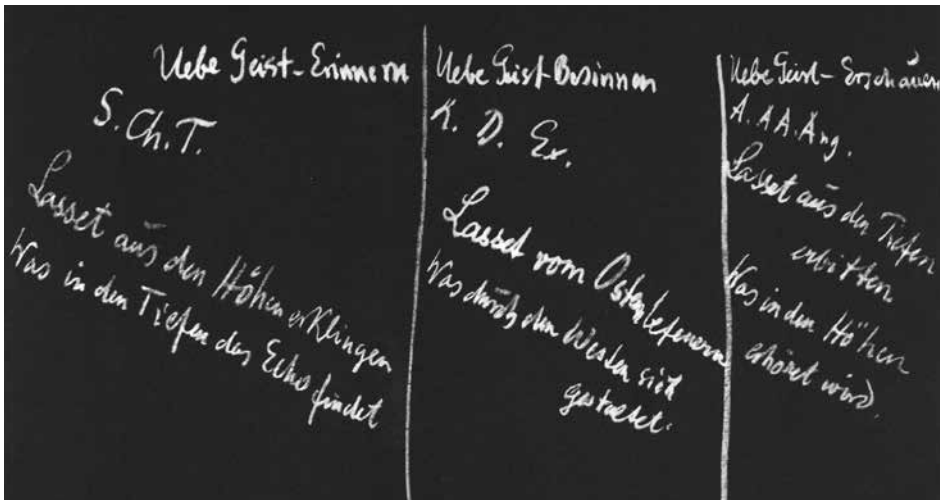 Uebe Geist-Erinnern
S. Ch. T.
Lasset aus den Höhen erklingen
Was in den Tiefen das Echo findet
Uebe Geist-Besinnen
K. D. Ex.
Lasset vom Osten befeuern
Was durch den Westen sich
gestaltet.
Uebe Geist-Erschauen
A. AA. Ang.
Lasset aus den Tiefen
erbitten
Was in den Höhen
erhöret wird.